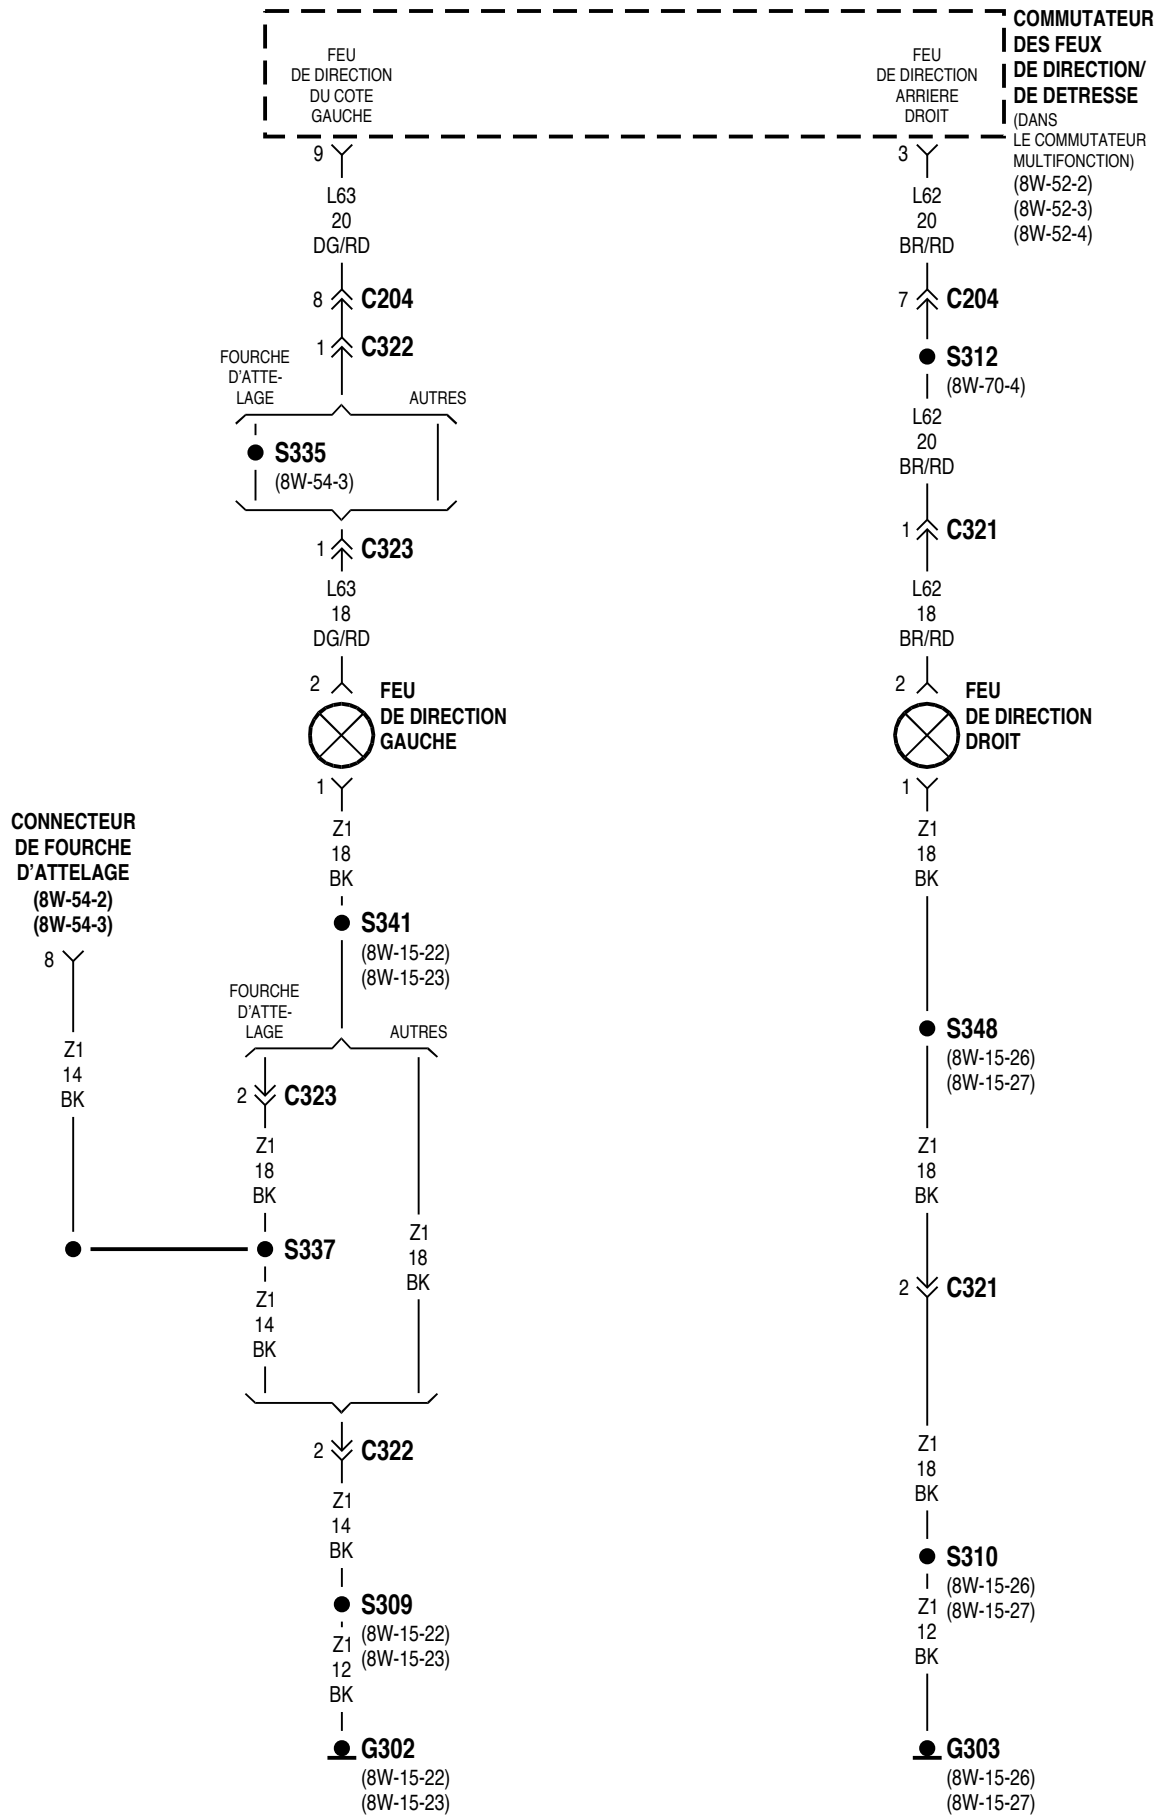 COMMUTATEUR
DES FEUX
DE DIRECTION/
DE DETRESSE
(DANS
LE COMMUTATEUR
MULTIFONCTION)
(8W-52-2)
(8W-52-3)
(8W-52-4)
FEU
DE DIRECTION
DU COTE
GAUCHE
9
L63
20
DG/RD
8 C204
1 C322
FOURCHE
D'ATTE-
LAGE
AUTRES
S335
(8W-54-3)
1 C323
L63
18
DG/RD
2
FEU
DE DIRECTION
GAUCHE
1
Z1
18
BK
S341
(8W-15-22)
(8W-15-23)
CONNECTEUR
DE FOURCHE
D'ATTELAGE
(8W-54-2)
(8W-54-3)
8
Z1
14
BK
FOURCHE
D'ATTE-
LAGE
AUTRES
2 C323
Z1
18
BK
S337
Z1
14
BK
Z1
18
BK
2 C322
Z1
14
BK
S309
(8W-15-22)
(8W-15-23)
Z1
12
BK
G302
(8W-15-22)
(8W-15-23)
FEU
DE DIRECTION
ARRIERE
DROIT
3
L62
20
BR/RD
7 C204
S312
(8W-70-4)
L62
20
BR/RD
1 C321
L62
18
BR/RD
2
FEU
DE DIRECTION
DROIT
1
Z1
18
BK
S348
(8W-15-26)
(8W-15-27)
Z1
18
BK
2 C321
Z1
18
BK
S310
(8W-15-26)
(8W-15-27)
Z1
12
BK
G303
(8W-15-26)
(8W-15-27)